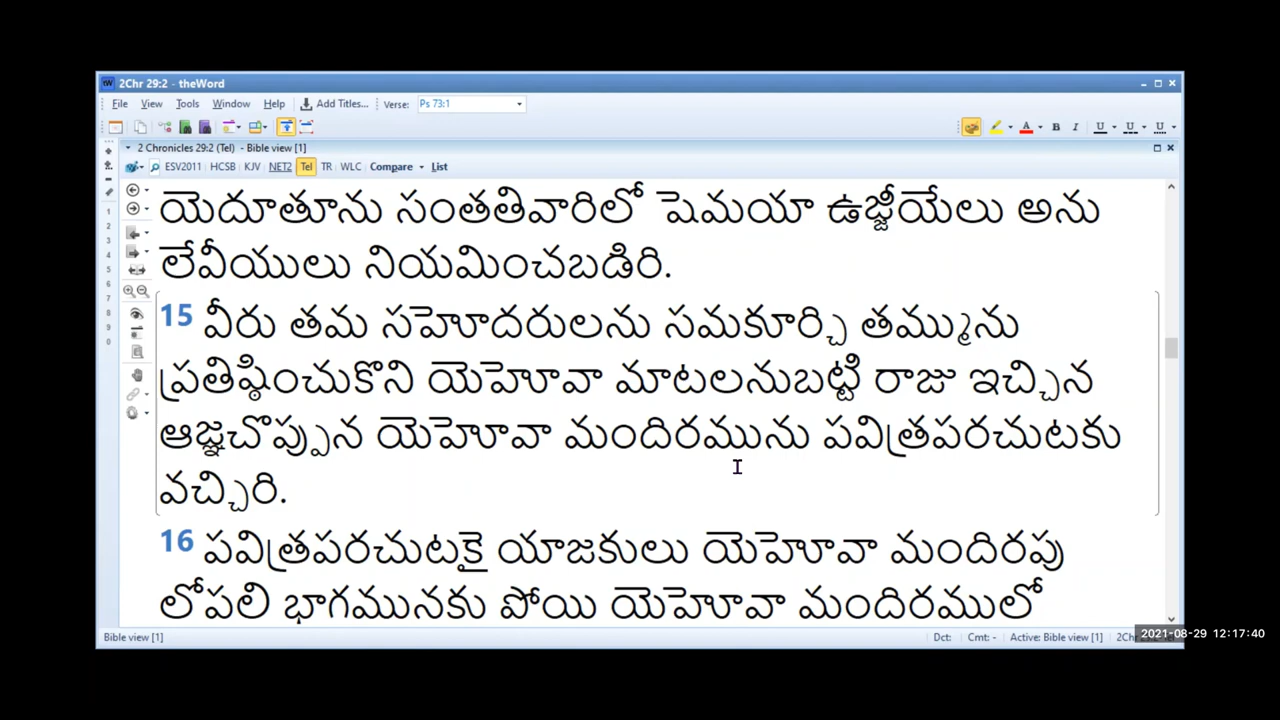 2Chr 29:2 - theWord
File View Tools Window Help Add Titles... Verse: Ps 73:1
B I U U U
2 Chronicles 29:2 (Tel) - Bible view [1]
ESV2011 HCSB KJV NET2 Tel TR WLC Compare List
యెదూతూను సంతతివారిలో షెమయా ఉజ్జీయేలు అను
లేవీయులు నియమించబడిరి.
15 వీరు తమ సహెూదరులను సమకూర్చి తమ్మును
ప్రతిష్ఠించుకొని యెహెూవా మాటలనుబట్టి రాజు ఇచ్చిన
ఆజ్ఞచొప్పున యెహెూవా మందిరమును పవిత్రపరచుటకు
వచ్చిరి.
16 పవిత్రపరచుటకై యాజకులు యెహెూవా మందిరపు
లోపలి భాగమునకు పోయి యెహెూవా మందిరములో
Bible view [1] Dct: Cmt: - Active: Bible view [1]
2021-08-29 12:17:40